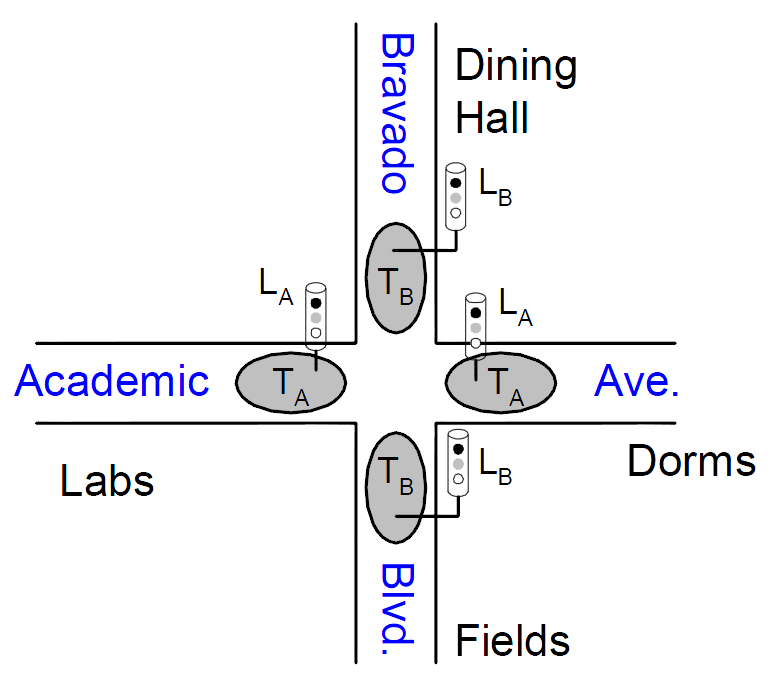 Bravado
Dining
Hall
L_B
T_B
L_A
L_A
Academic
T_A
T_A
Ave.
T_B
L_B
Labs
Dorms
Blvd.
Fields